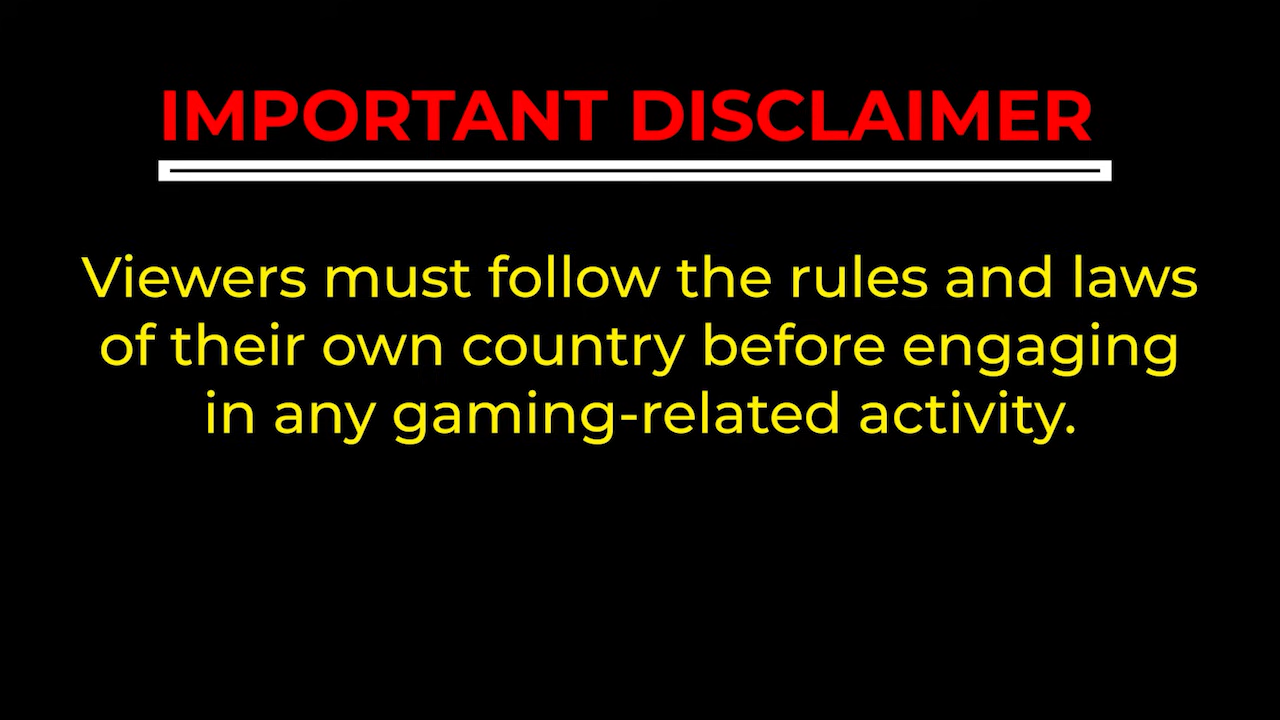 IMPORTANT DISCLAIMER
Viewers must follow the rules and laws
of their own country before engaging
in any gaming-related activity.